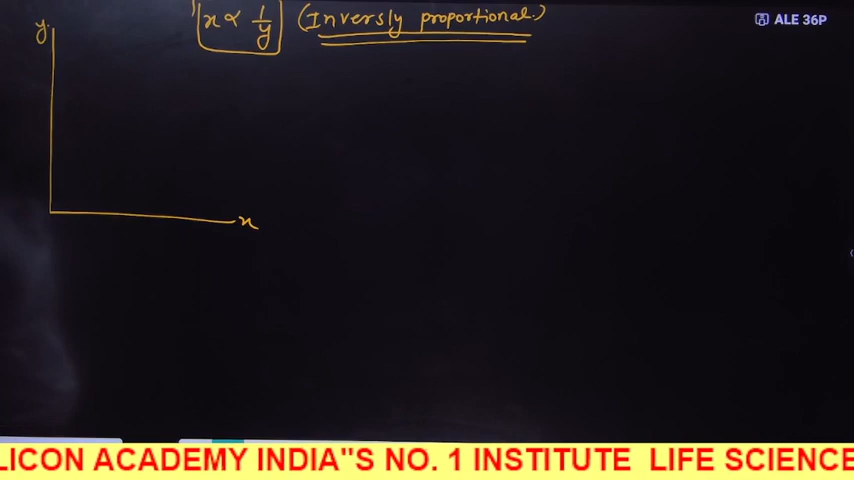 x ∝ 1/y (Inversly proportional.)
ALE 36P
y
x
LICON ACADEMY INDIA"S NO. 1 INSTITUTE LIFE SCIENCE